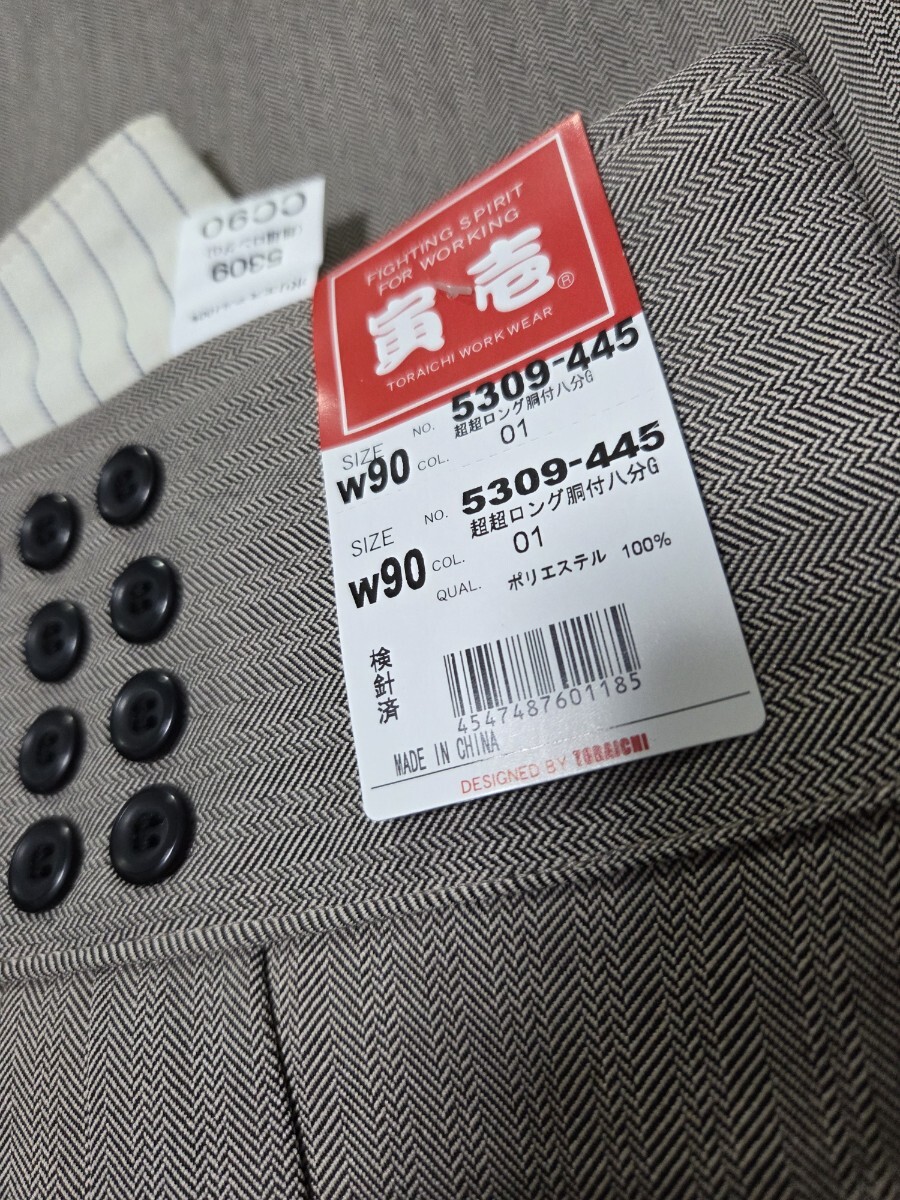 CC90
5309
FIGHTING SPIRIT
FOR WORKING
寅壱®
TORAICHI WORK WEAR
NO. 5309-445
超超ロング胴付八分G
SIZE W90 COL. 01
NO. 5309-445
超超ロング胴付八分G
SIZE W90 COL. 01
QUAL. ポリエステル 100%
検針済
4547487601185
MADE IN CHINA
DESIGNED BY TORAICHI